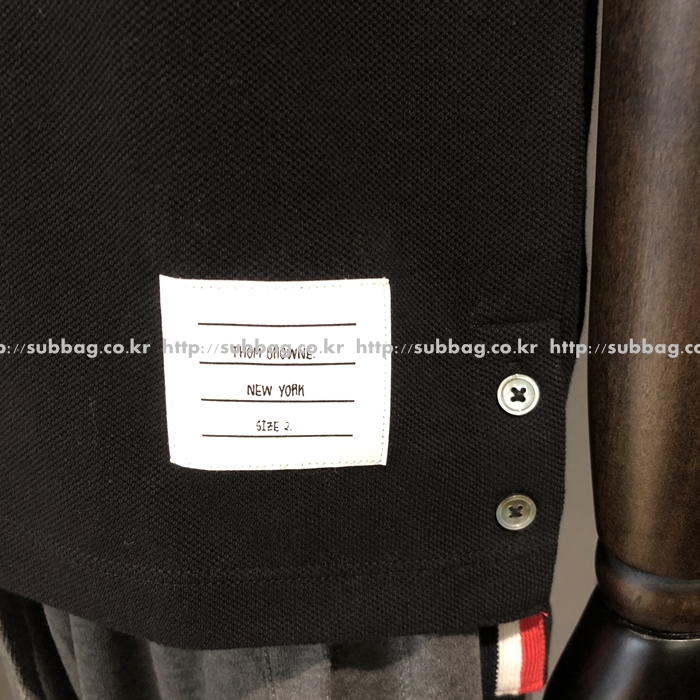 p://subbag.co.kr http://subbag.co.kr http://subbag.co.kr http://subbag.co.kr
THOM BROWNE.
NEW YORK
SIZE 2.